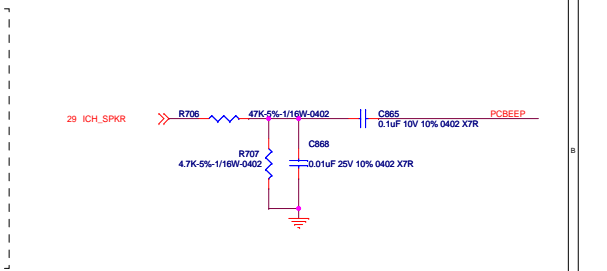 R706
47K-5%-1/16W-0402
C865
PCBEEP
29 ICH_SPKR
0.1uF 10V 10% 0402 X7R
C868
R707
4.7K-5%-1/16W-0402
0.01uF 25V 10% 0402 X7R
B